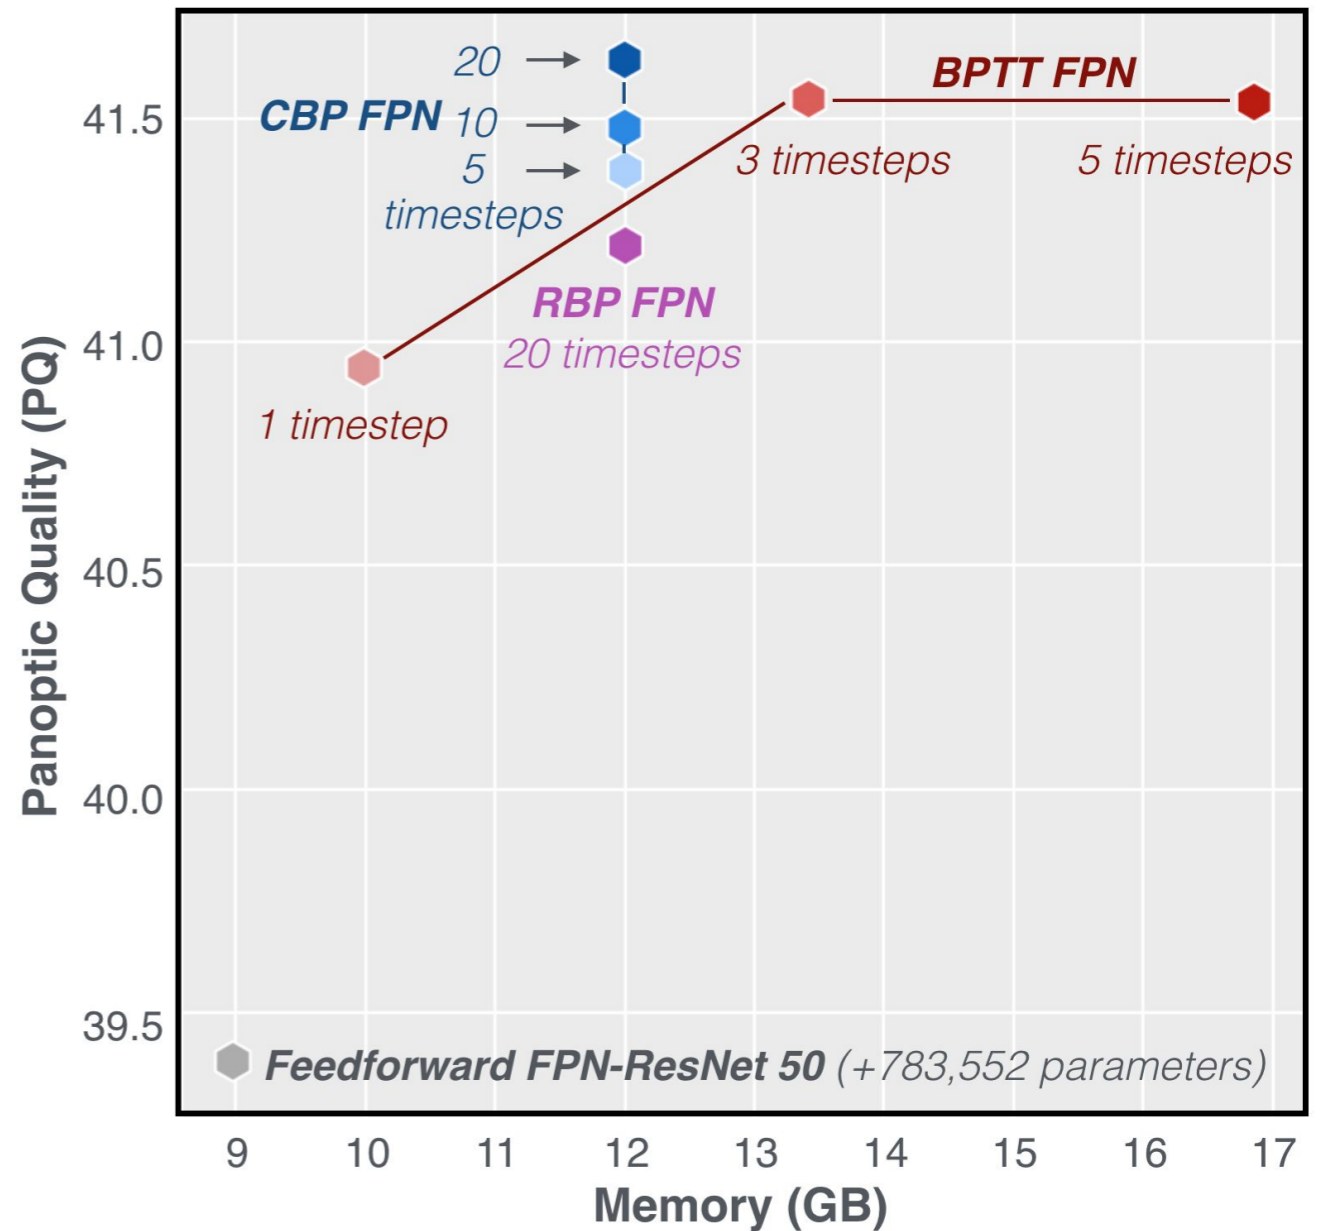 20
CBP FPN 10
5
timesteps
BPTT FPN
3 timesteps
5 timesteps
RBP FPN
20 timesteps
1 timestep
Feedforward FPN-ResNet 50 (+783,552 parameters)
Panoptic Quality (PQ)
41.5
41.0
40.5
40.0
39.5
9 10 11 12 13 14 15 16 17
Memory (GB)